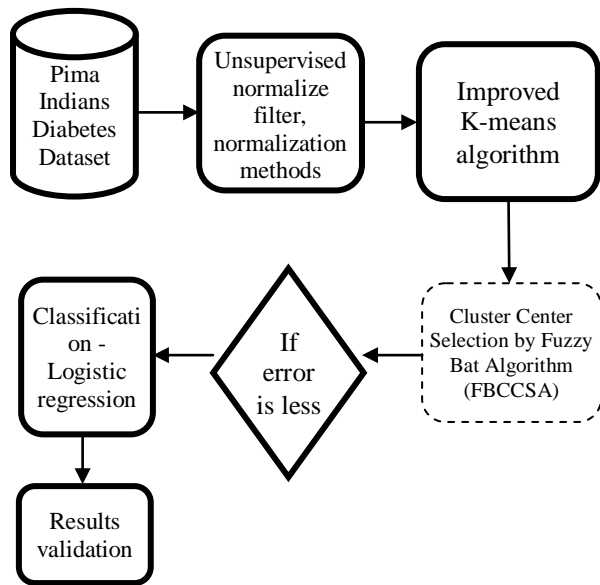 Pima
Indians
Diabetes
Dataset
Unsupervised
normalize
filter,
normalization
methods
Improved
K-means
algorithm
Cluster Center
Selection by Fuzzy
Bat Algorithm
(FBCCSA)
If
error
is less
Classificati
on -
Logistic
regression
Results
validation